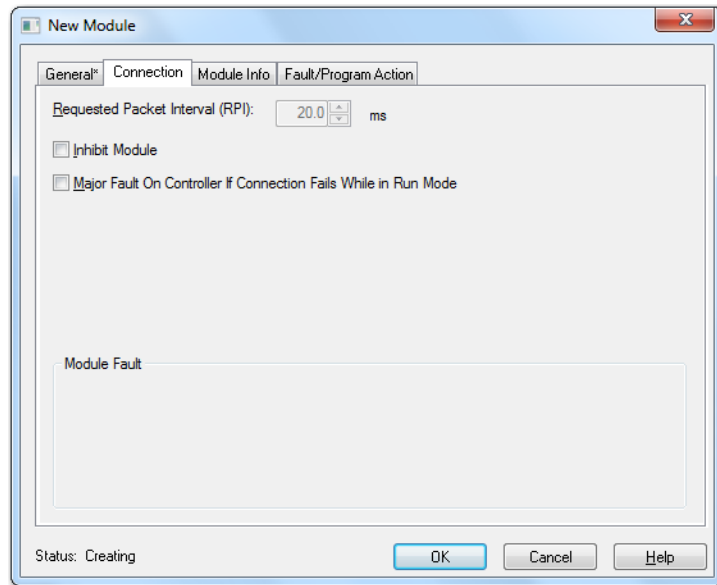 New Module
General* Connection Module Info Fault/Program Action
Requested Packet Interval (RPI): 20.0 ms
Inhibit Module
Major Fault On Controller If Connection Fails While in Run Mode
Module Fault
Status: Creating OK Cancel Help